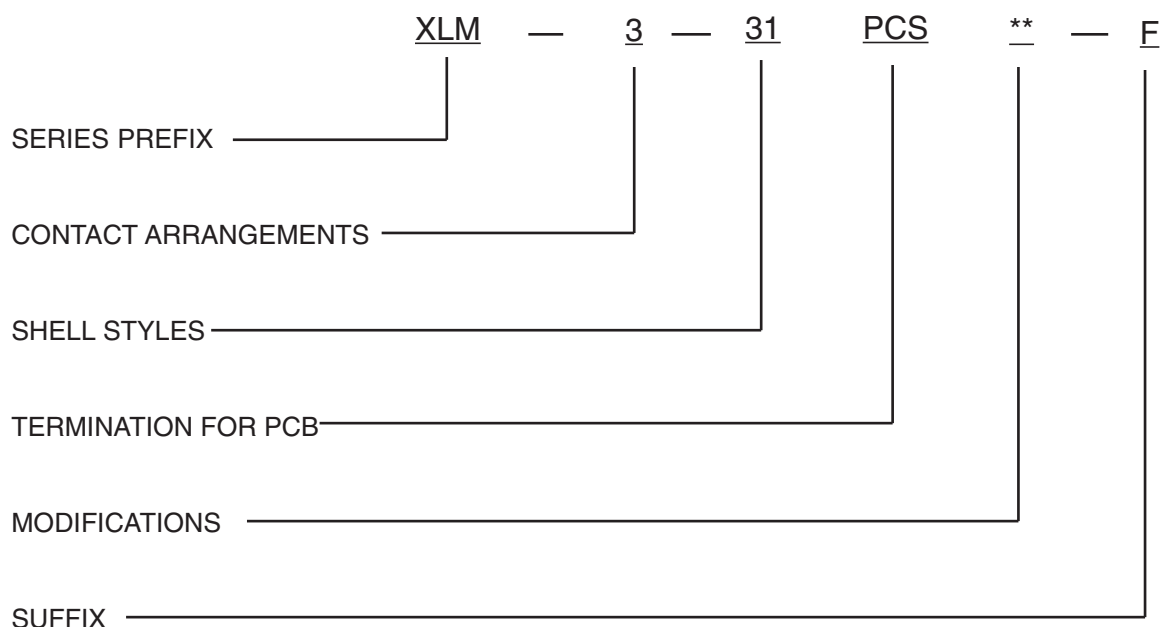 XLM — 3 — 31 PCS ** — F
SERIES PREFIX
CONTACT ARRANGEMENTS
SHELL STYLES
TERMINATION FOR PCB
MODIFICATIONS
SUFFIX